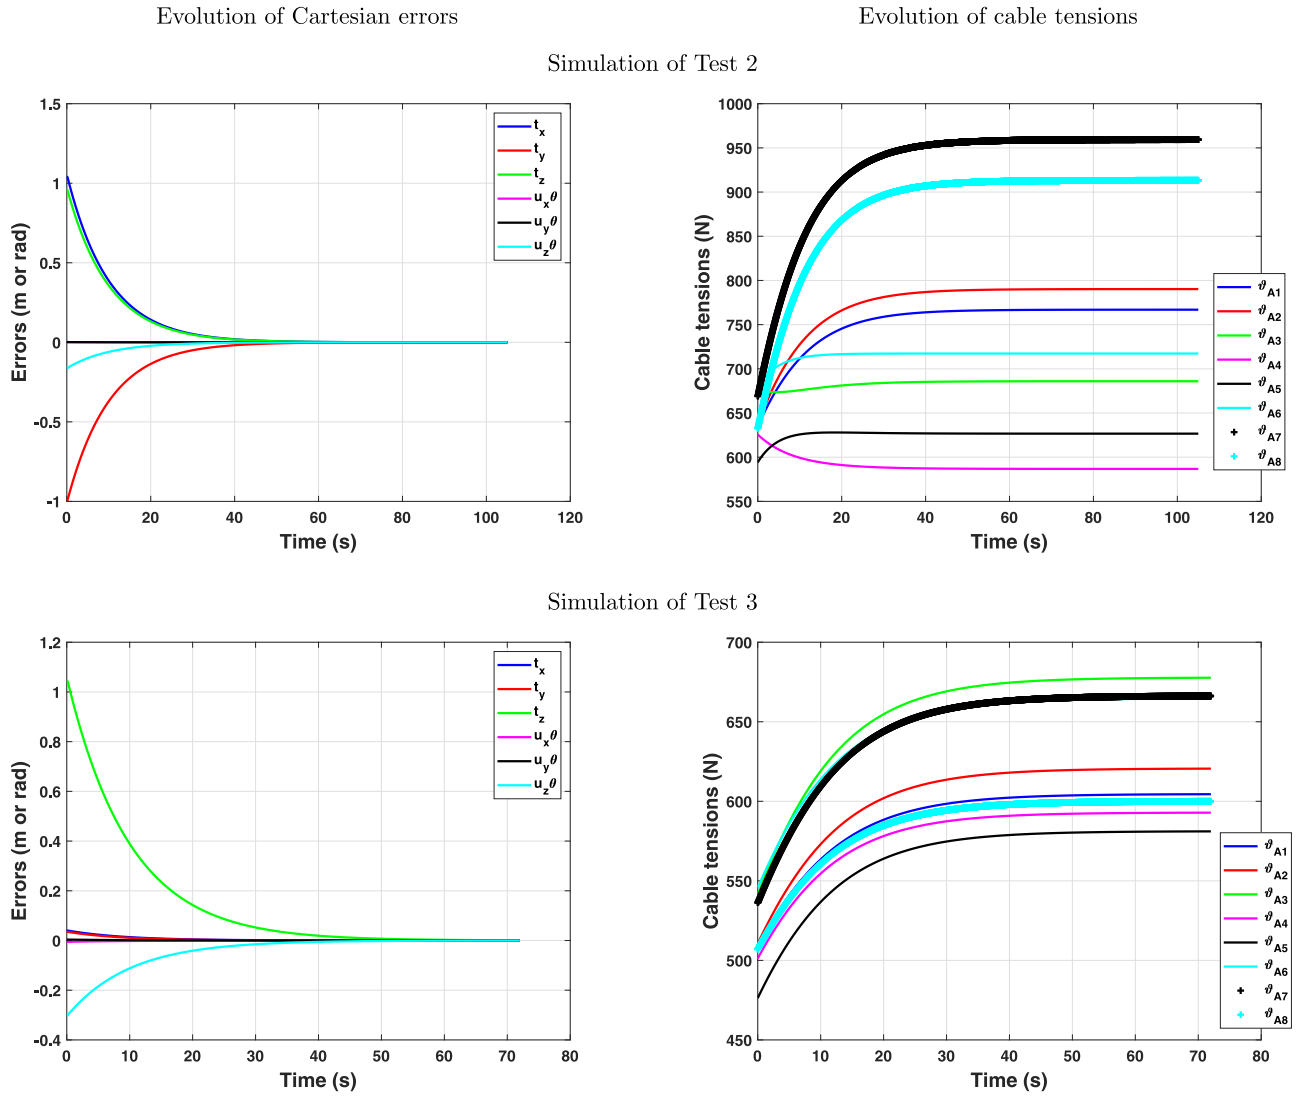 Evolution of Cartesian errors
Evolution of cable tensions
Simulation of Test 2
1.5
1
0.5
0
-0.5
-1
Errors (m or rad)
0 20 40 60 80 100 120
Time (s)
t_x
t_y
t_z
u_xθ
u_yθ
u_zθ
1000
950
900
850
800
750
700
650
600
550
Cable tensions (N)
0 20 40 60 80 100 120
Time (s)
ϑ_A1
ϑ_A2
ϑ_A3
ϑ_A4
ϑ_A5
ϑ_A6
ϑ_A7
ϑ_A8
Simulation of Test 3
1.2
1
0.8
0.6
0.4
0.2
0
-0.2
-0.4
Errors (m or rad)
0 10 20 30 40 50 60 70 80
Time (s)
t_x
t_y
t_z
u_xθ
u_yθ
u_zθ
700
650
600
550
500
450
Cable tensions (N)
0 10 20 30 40 50 60 70 80
Time (s)
ϑ_A1
ϑ_A2
ϑ_A3
ϑ_A4
ϑ_A5
ϑ_A6
ϑ_A7
ϑ_A8